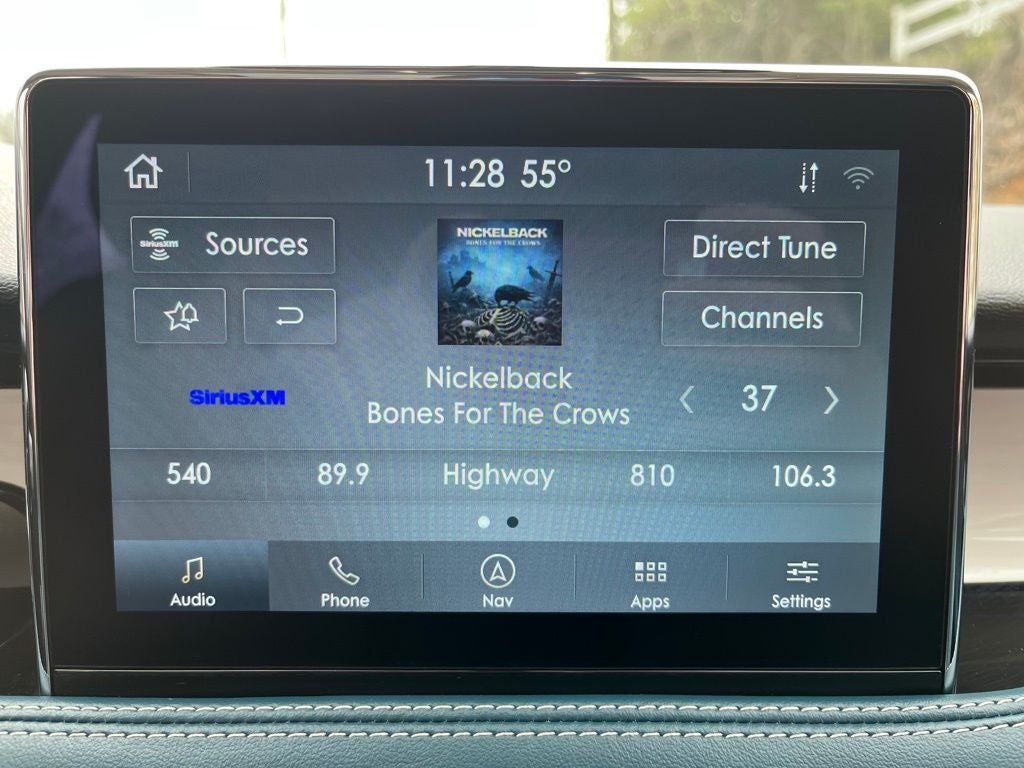 11:28 55°
SiriusXM Sources
NICKELBACK
BONES FOR THE CROWS
Direct Tune
Channels
SiriusXM
Nickelback
Bones For The Crows
37
540 89.9 Highway 810 106.3
Audio Phone Nav Apps Settings